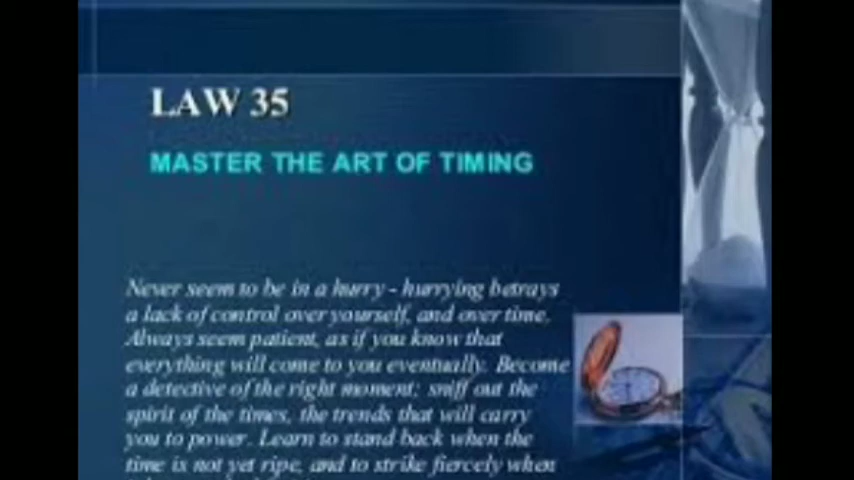 LAW 35
MASTER THE ART OF TIMING
Never seem to be in a hurry - hurrying betrays
a lack of control over yourself, and over time.
Always seem patient, as if you know that
everything will come to you eventually. Become
a detective of the right moment; sniff out the
spirit of the times, the trends that will carry
you to power. Learn to stand back when the
time is not yet ripe, and to strike fiercely when